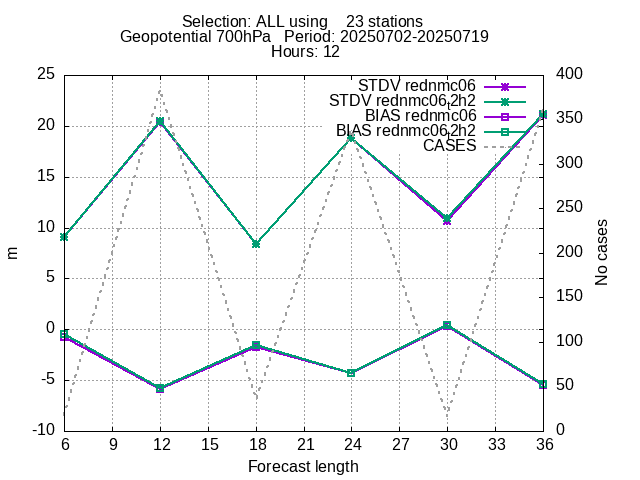 Selection: ALL using    23 stations
Geopotential 700hPa   Period: 20250702-20250719
Hours: 12
STDV rednmc06
STDV rednmc06t2h2
BIAS rednmc06
BIAS rednmc06t2h2
CASES
25
20
15
10
5
0
-5
-10
400
350
300
250
200
150
100
50
0
m
No cases
6 9 12 15 18 21 24 27 30 33 36
Forecast length